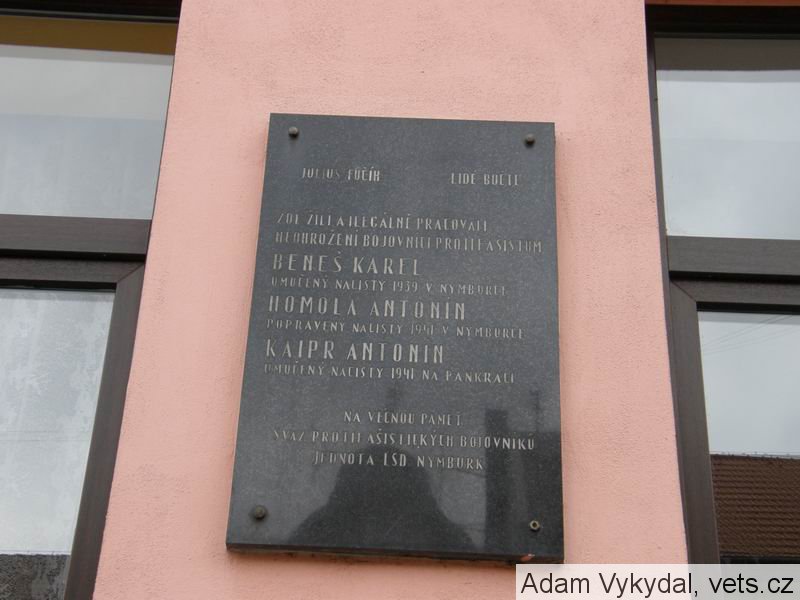 JULIUS FUČÍK LIDÉ BDĚTE
ZDE ŽILI A ILEGÁLNĚ PRACOVALI
NEOHROŽENÍ BOJOVNÍCI PROTI FAŠISTŮM
BENEŠ KAREL
UMUČENÝ NACISTY 1939 V NYMBURCE
HOMOLA ANTONÍN
POPRAVENÝ NACISTY 1941 V NYMBURCE
KAIPR ANTONÍN
UMUČENÝ NACISTY 1941 NA PANKRÁCI
NA VĚČNOU PAMĚŤ
SVAZ PROTIFAŠISTICKÝCH BOJOVNÍKŮ
JEDNOTA LSD NYMBURK
Adam Vykydal, vets.cz